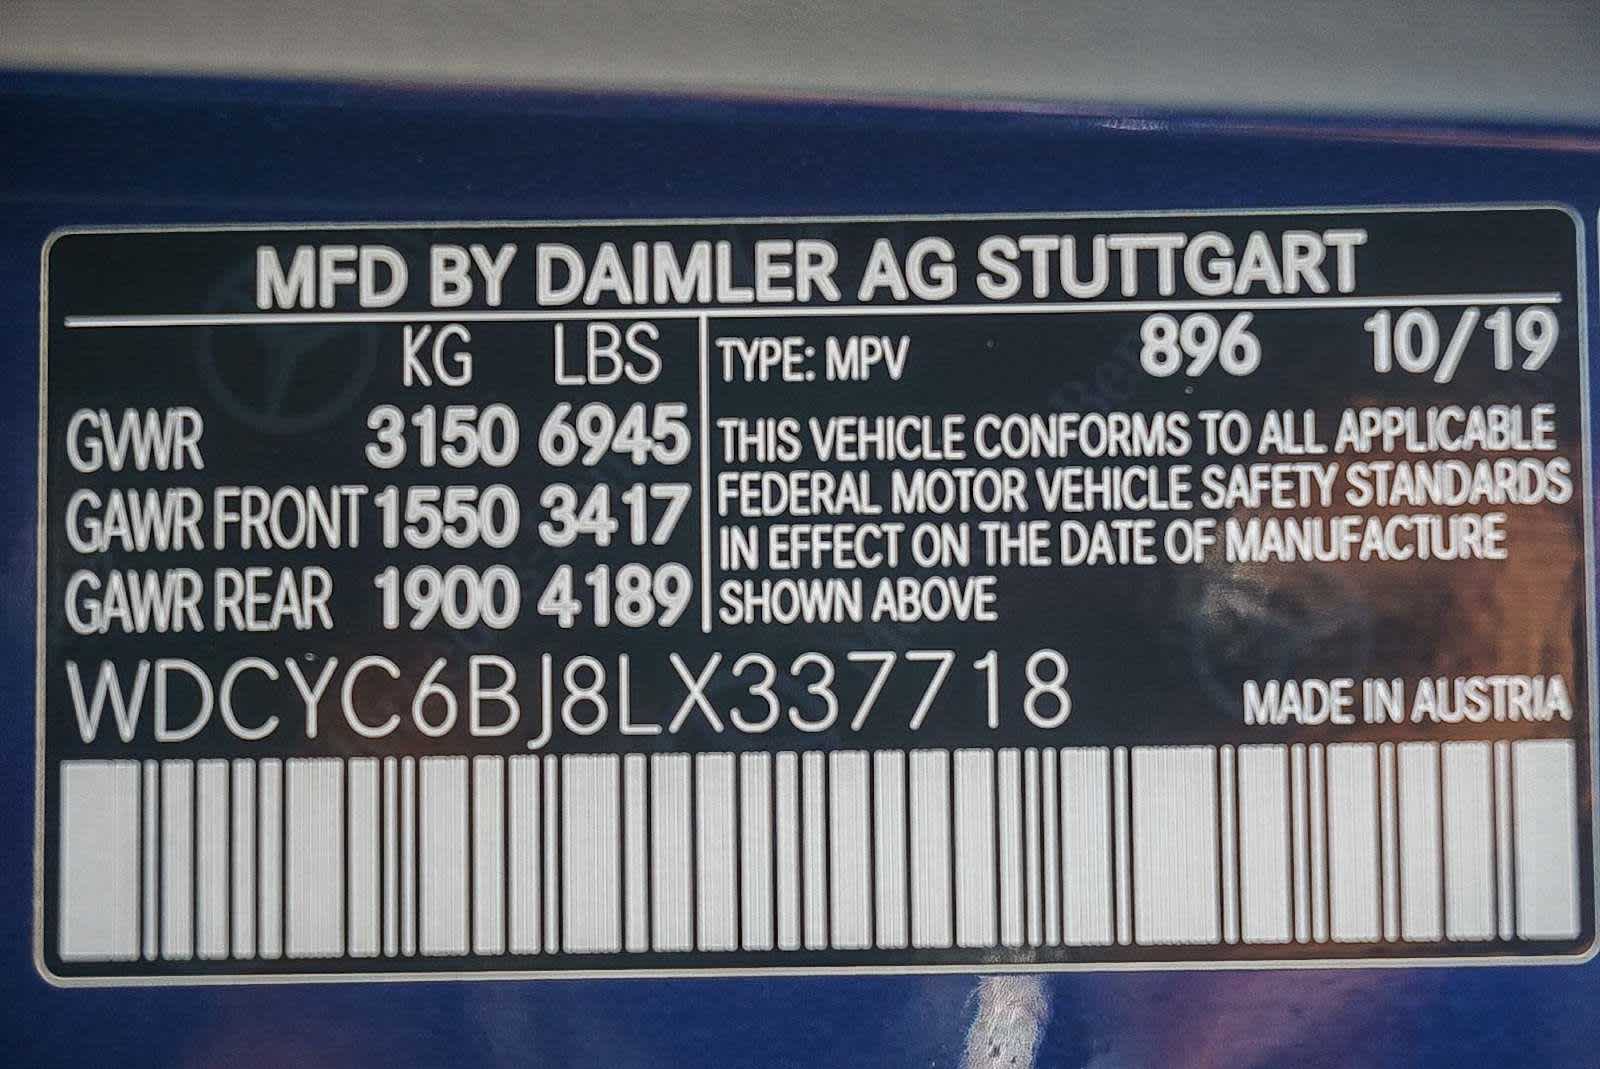 MFD BY DAIMLER AG STUTTGART
KG LBS
GVWR 3150 6945
GAWR FRONT 1550 3417
GAWR REAR 1900 4189
TYPE: MPV 896 10/19
THIS VEHICLE CONFORMS TO ALL APPLICABLE
FEDERAL MOTOR VEHICLE SAFETY STANDARDS
IN EFFECT ON THE DATE OF MANUFACTURE
SHOWN ABOVE
WDCYC6BJ8LX337718
MADE IN AUSTRIA